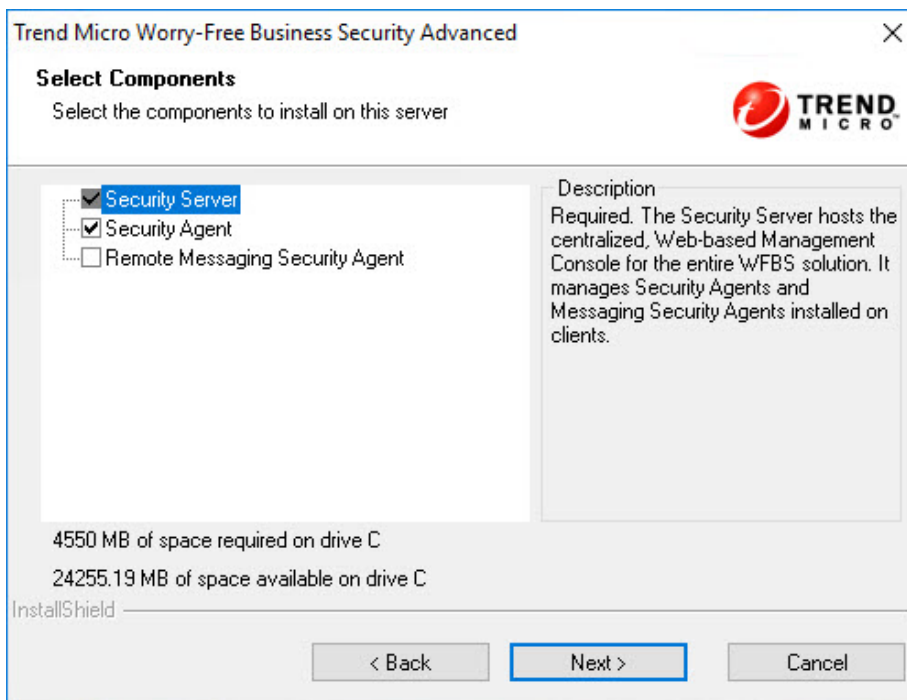 Trend Micro Worry-Free Business Security Advanced
Select Components
Select the components to install on this server
TREND
MICRO
Security Server
Security Agent
Remote Messaging Security Agent
Description
Required. The Security Server hosts the
centralized, Web-based Management
Console for the entire WFBS solution. It
manages Security Agents and
Messaging Security Agents installed on
clients.
4550 MB of space required on drive C
24255.19 MB of space available on drive C
InstallShield
< Back
Next >
Cancel